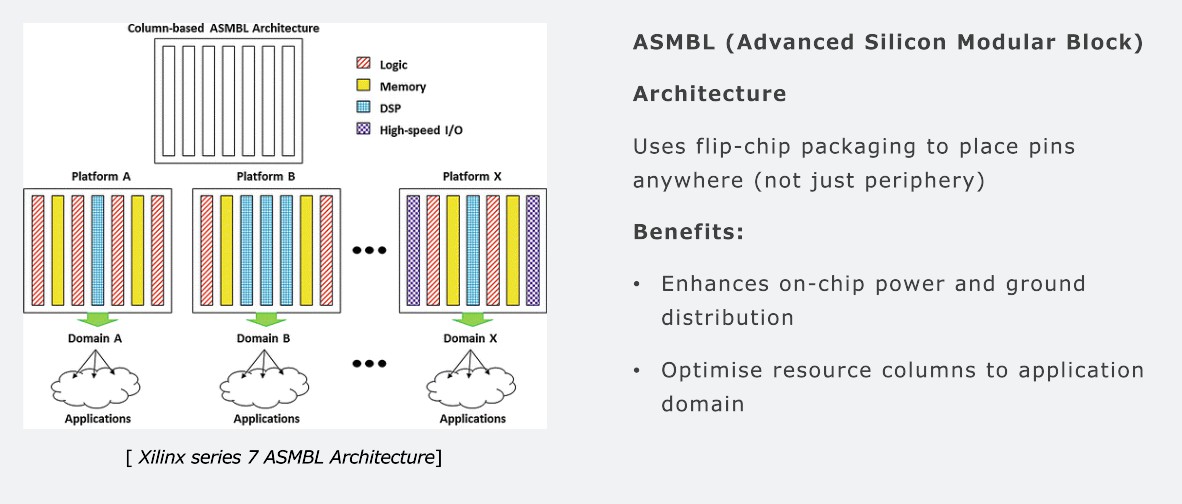 Column-based ASMBL Architecture
Logic
Memory
DSP
High-speed I/O
Platform A
Platform B
Platform X
Domain A
Domain B
Domain X
Applications
Applications
Applications
[ Xilinx series 7 ASMBL Architecture]
ASMBL (Advanced Silicon Modular Block)
Architecture
Uses flip-chip packaging to place pins
anywhere (not just periphery)
Benefits:
• Enhances on-chip power and ground
distribution
• Optimise resource columns to application
domain